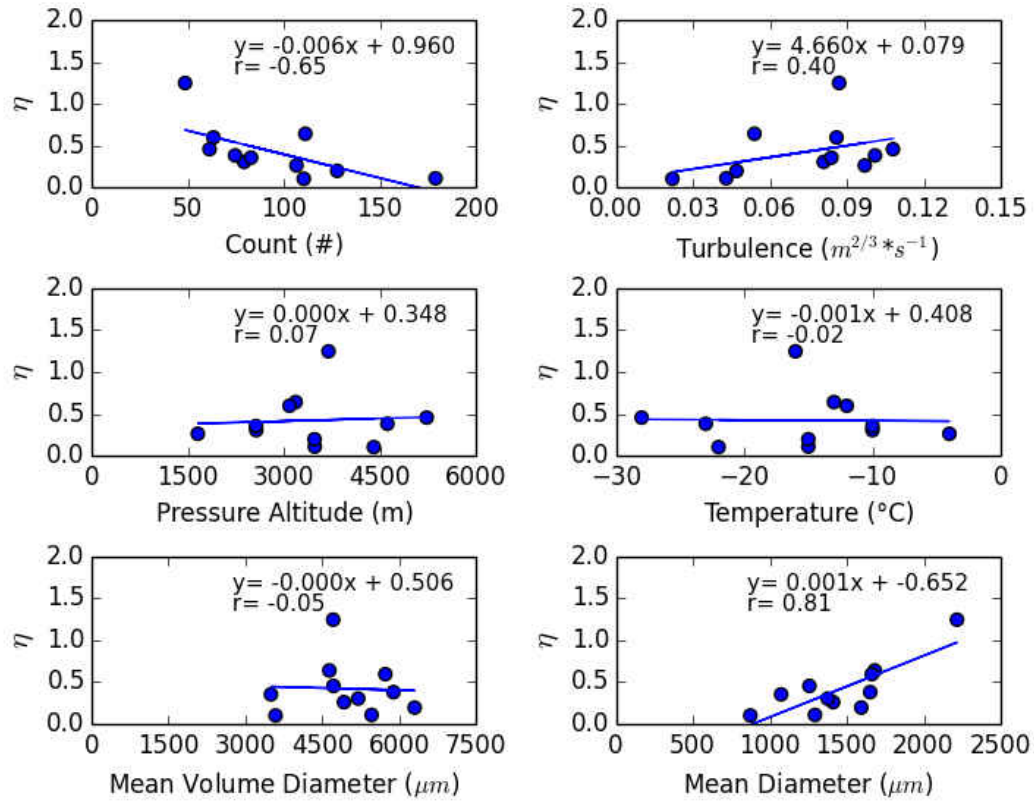 2.0
1.5
1.0
0.5
0.0
η
y= -0.006x + 0.960
r= -0.65
0 50 100 150 200
Count (#)
2.0
1.5
1.0
0.5
0.0
η
y= 4.660x + 0.079
r= 0.40
0.00 0.03 0.06 0.09 0.12 0.15
Turbulence (m^{2/3}*s^{-1})
2.0
1.5
1.0
0.5
0.0
η
y= 0.000x + 0.348
r= 0.07
0 1500 3000 4500 6000
Pressure Altitude (m)
2.0
1.5
1.0
0.5
0.0
η
y= -0.001x + 0.408
r= -0.02
−30 −20 −10 0
Temperature (°C)
2.0
1.5
1.0
0.5
0.0
η
y= -0.000x + 0.506
r= -0.05
0 1500 3000 4500 6000 7500
Mean Volume Diameter (μm)
2.0
1.5
1.0
0.5
0.0
η
y= 0.001x + -0.652
r= 0.81
0 500 1000 1500 2000 2500
Mean Diameter (μm)